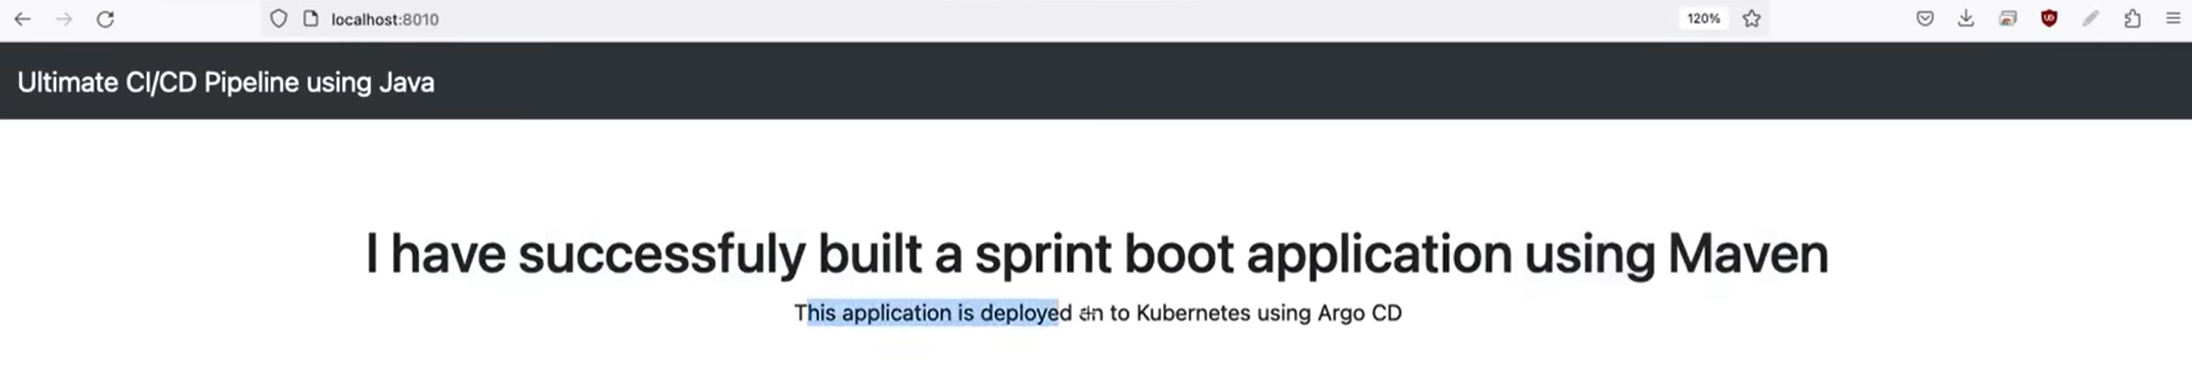 localhost:8010
120%
Ultimate CI/CD Pipeline using Java
I have successfuly built a sprint boot application using Maven
This application is deployed on to Kubernetes using Argo CD